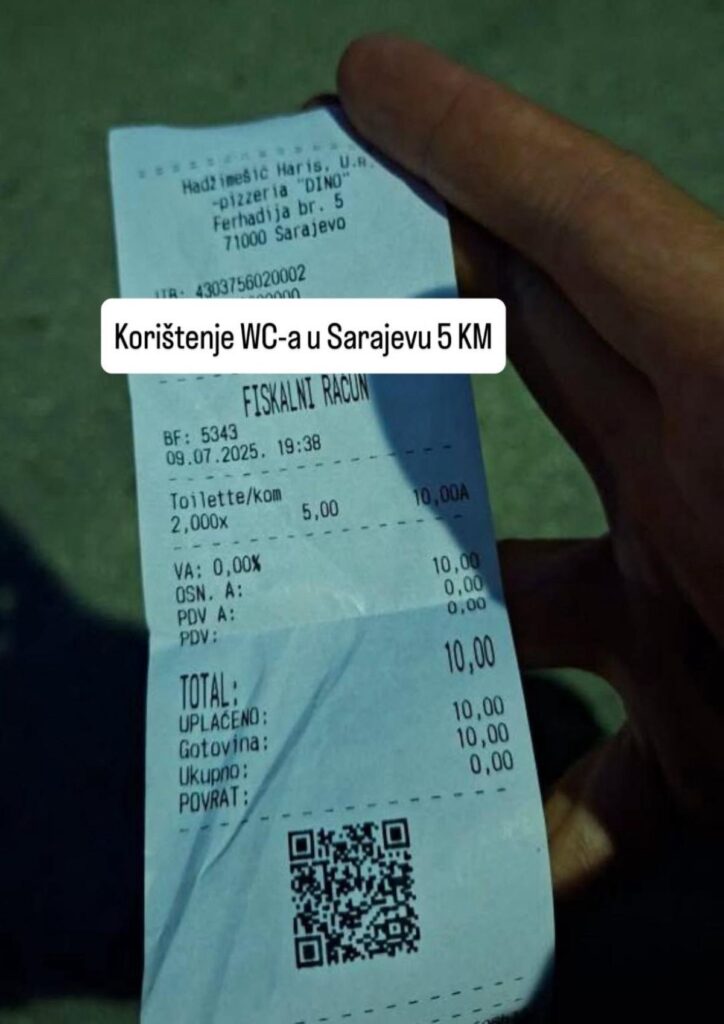 Hadžimešić Haris, U.R.
-pizzeria "DINO"
Ferhadija br. 5
71000 Sarajevo
4303756020002
Korištenje WC-a u Sarajevu 5 KM
FISKALNI RAČUN
BF: 5343
09.07.2025. 19:38
Toilette/kom
2,000x 5,00 10,00A
VA: 0,00%
OSN. A: 10,00
PDV A: 0,00
PDV: 0,00
TOTAL: 10,00
UPLAĆENO:
Gotovina: 10,00
Ukupno: 10,00
POVRAT: 0,00